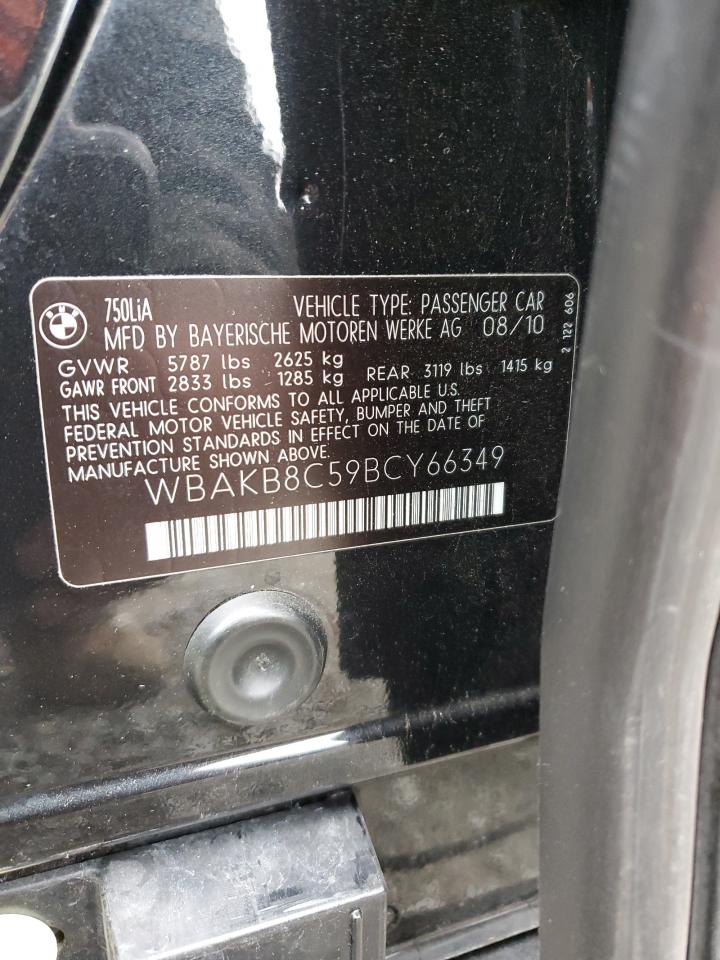 BMW
750LiA VEHICLE TYPE: PASSENGER CAR
MFD BY BAYERISCHE MOTOREN WERKE AG 08/10
GVWR 5787 lbs 2625 kg
GAWR FRONT 2833 lbs 1285 kg REAR 3119 lbs 1415 kg
THIS VEHICLE CONFORMS TO ALL APPLICABLE U.S.
FEDERAL MOTOR VEHICLE SAFETY, BUMPER AND THEFT
PREVENTION STANDARDS IN EFFECT ON THE DATE OF
MANUFACTURE SHOWN ABOVE.
WBAKB8C59BCY66349
2 122 606